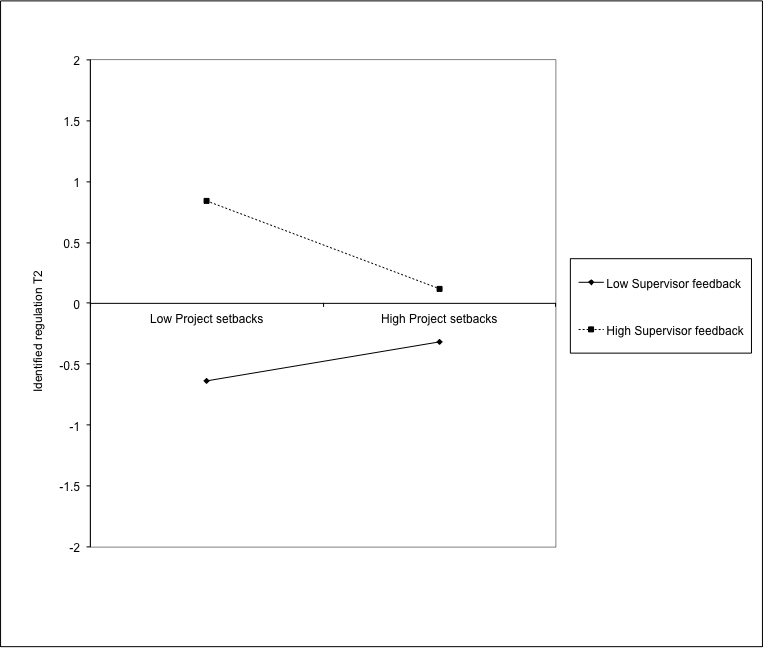 2
1.5
1
0.5
0
-0.5
-1
-1.5
-2
Identified regulation T2
Low Project setbacks
High Project setbacks
Low Supervisor feedback
High Supervisor feedback